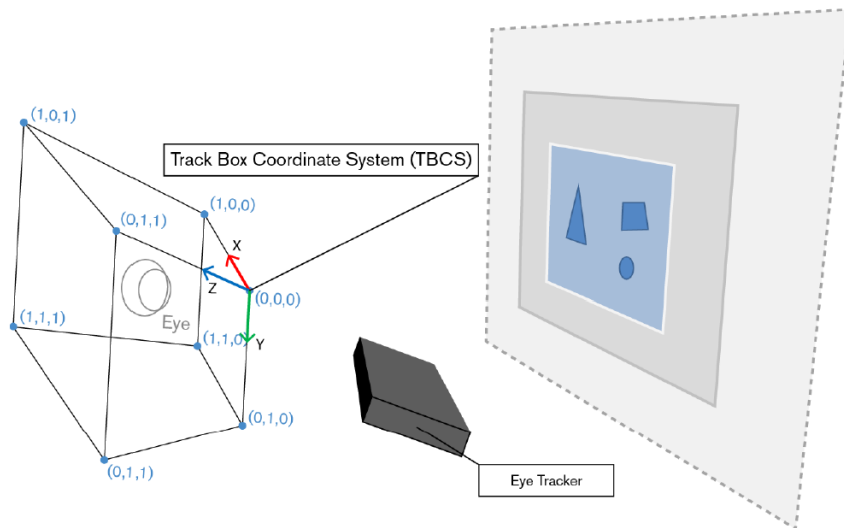 (1,0,1)
Track Box Coordinate System (TBCS)
(1,0,0)
(0,1,1)
X
Z
(0,0,0)
Eye
(1,1,1)
(1,1,0)
Y
(0,1,0)
(0,1,1)
Eye Tracker